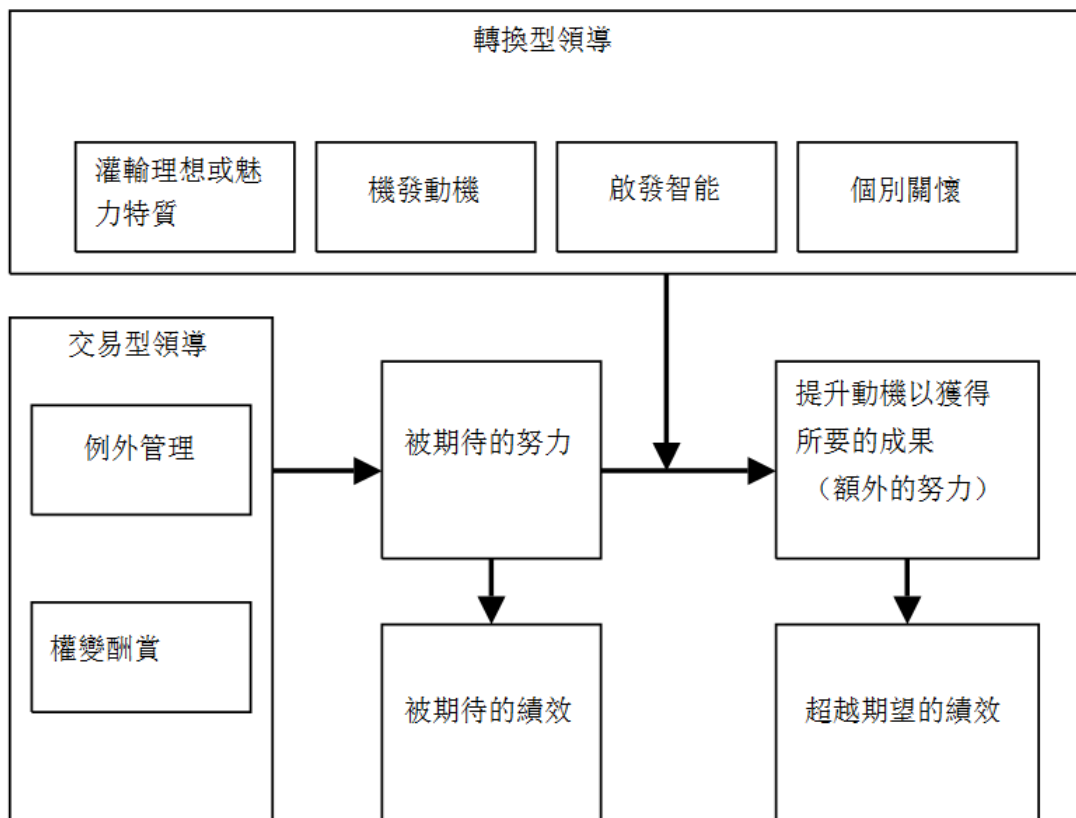 轉換型領導
灌輸理想或魅
力特質
機發動機
啟發智能
個別關懷
交易型領導
例外管理
權變酬賞
被期待的努力
提升動機以獲得
所要的成果
（額外的努力）
被期待的績效
超越期望的績效